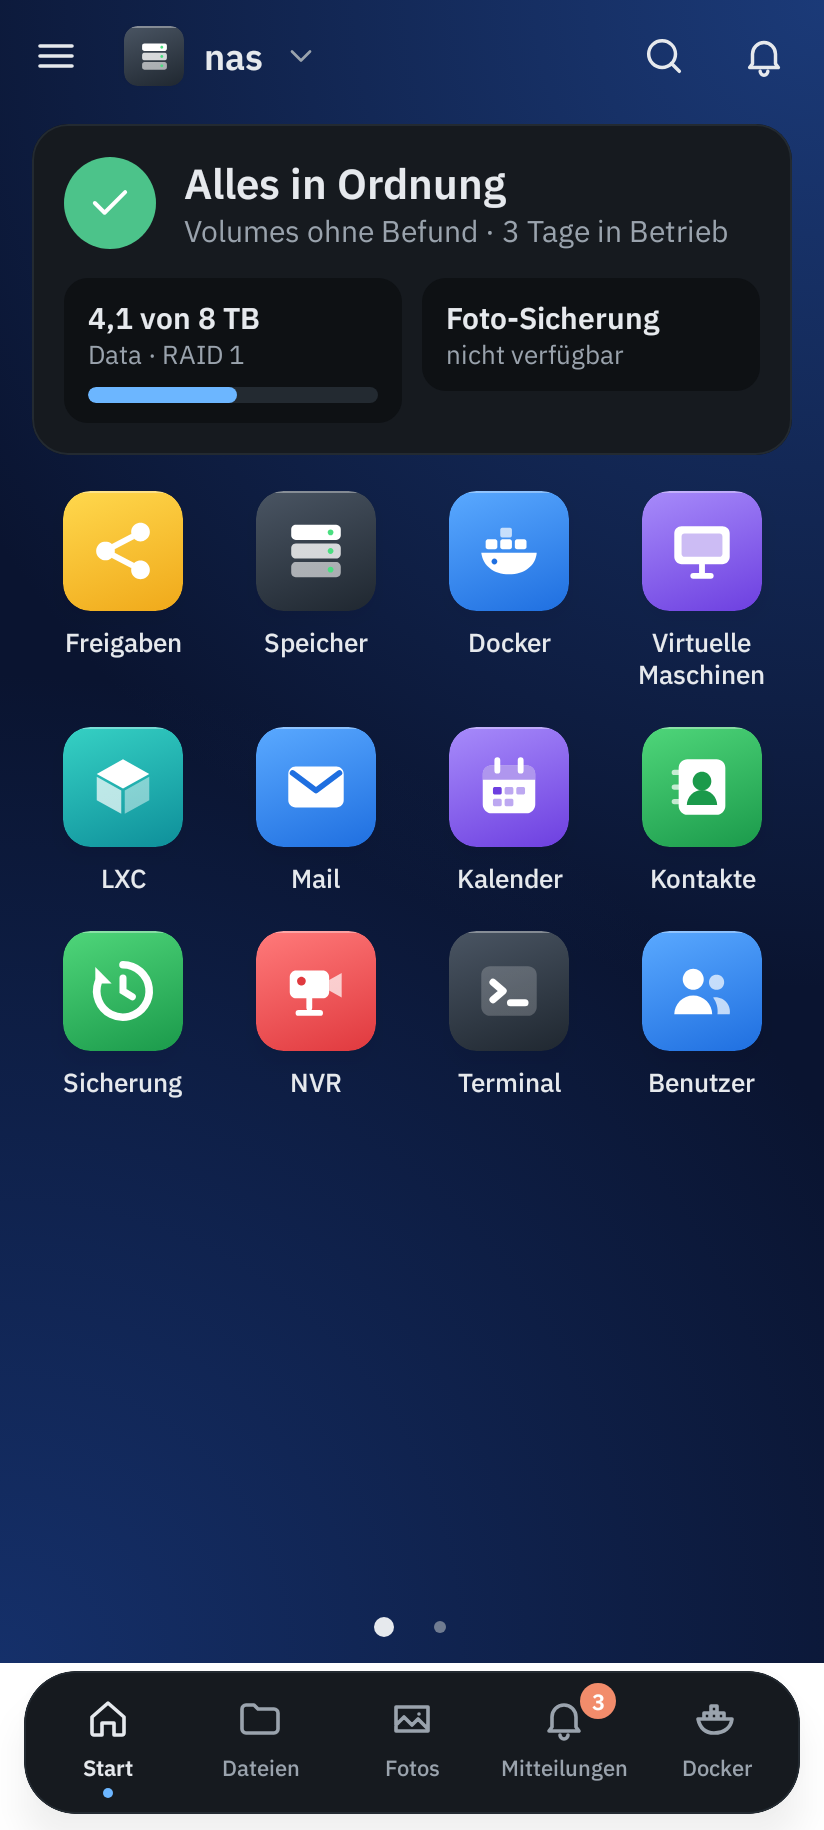 nas
Alles in Ordnung
Volumes ohne Befund · 3 Tage in Betrieb
4,1 von 8 TB
Data · RAID 1
Foto-Sicherung
nicht verfügbar
Freigaben
Speicher
Docker
Virtuelle
Maschinen
LXC
Mail
Kalender
Kontakte
Sicherung
NVR
Terminal
Benutzer
3
Start
Dateien
Fotos
Mitteilungen
Docker